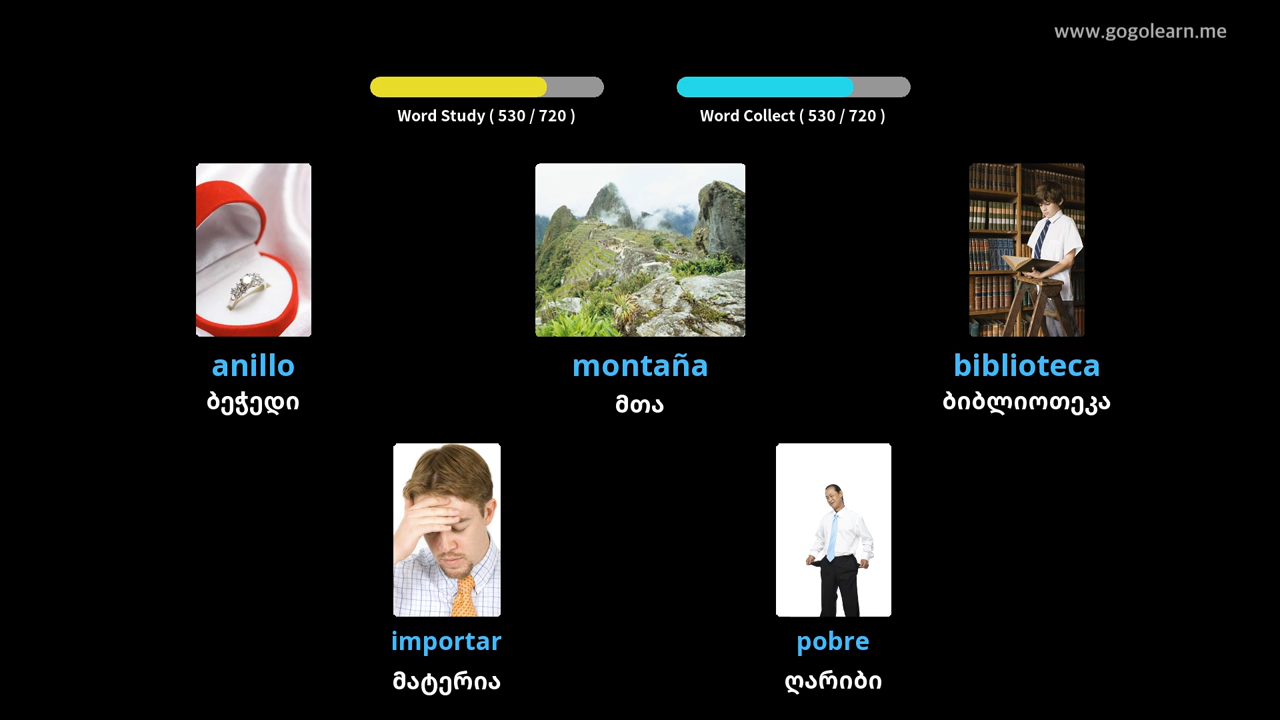 www.gogolearn.me
Word Study ( 530 / 720 )
Word Collect ( 530 / 720 )
anillo
ბეჭედი
montaña
მთა
biblioteca
ბიბლიოთეკა
importar
მატერია
pobre
ღარიბი